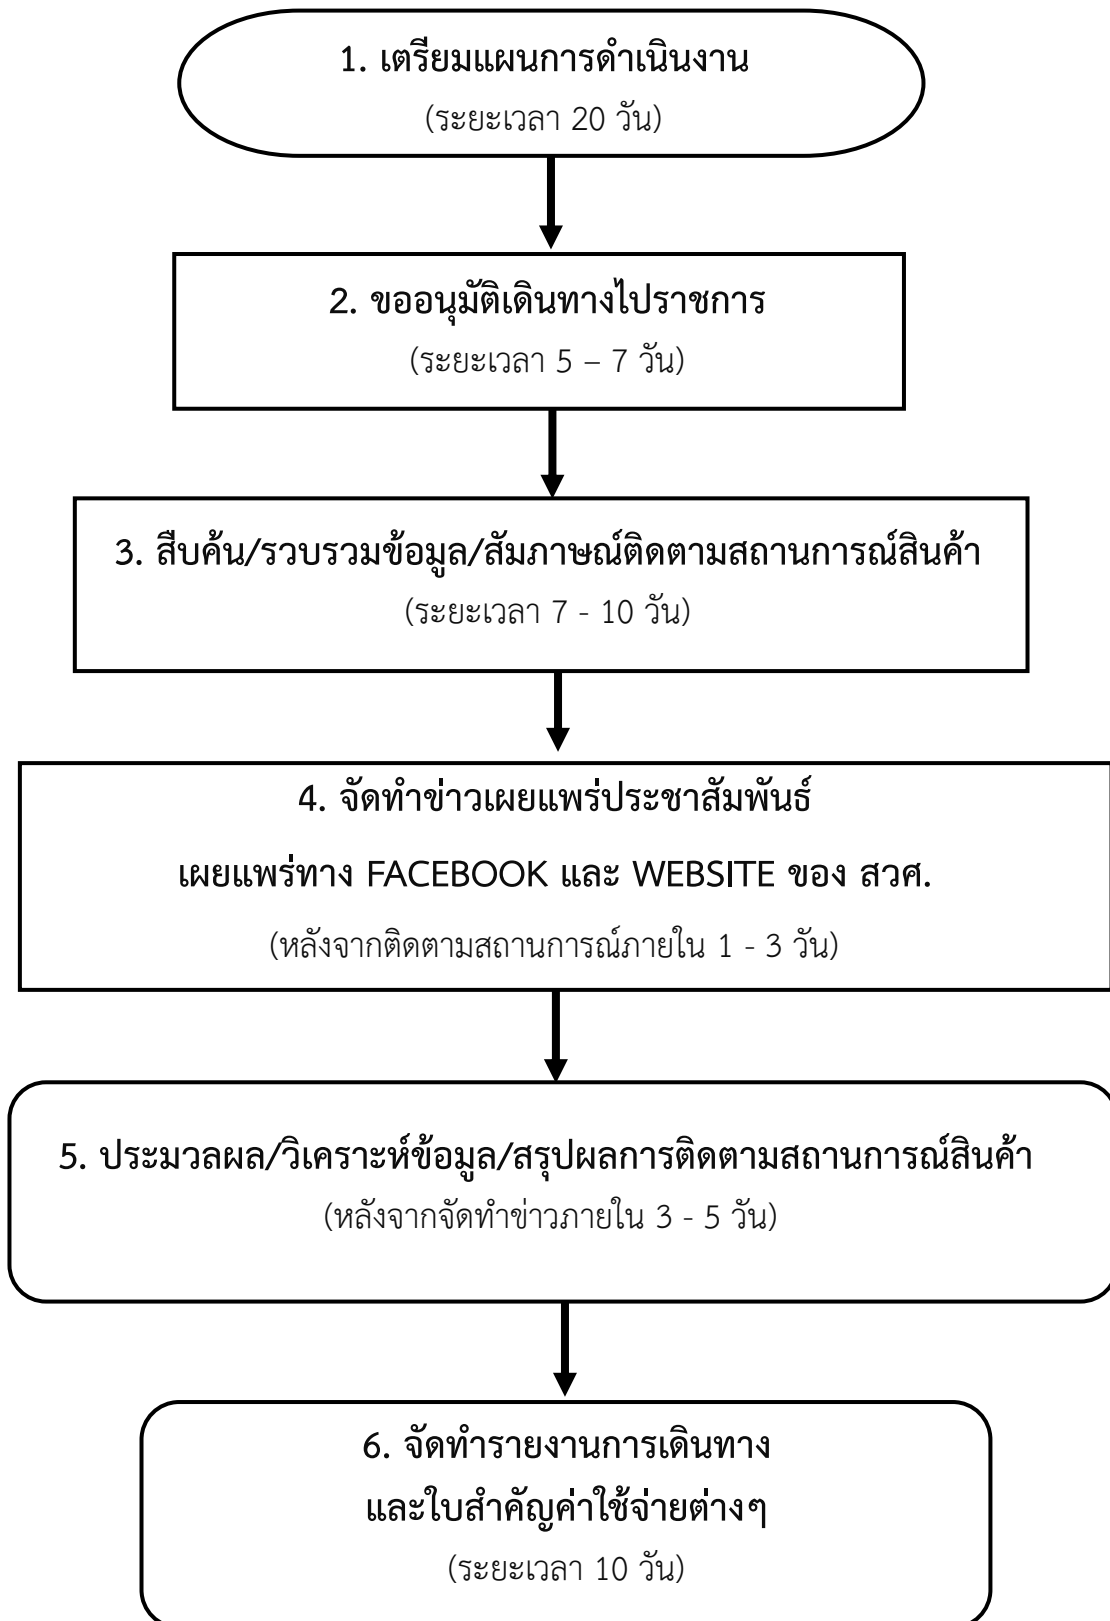 1. เตรียมแผนการดำเนินงาน
(ระยะเวลา 20 วัน)
2. ขออนุมัติเดินทางไปราชการ
(ระยะเวลา 5 – 7 วัน)
3. สืบค้น/รวบรวมข้อมูล/สัมภาษณ์ติดตามสถานการณ์สินค้า
(ระยะเวลา 7 - 10 วัน)
4. จัดทำข่าวเผยแพร่ประชาสัมพันธ์
เผยแพร่ทาง FACEBOOK และ WEBSITE ของ สวศ.
(หลังจากติดตามสถานการณ์ภายใน 1 - 3 วัน)
5. ประมวลผล/วิเคราะห์ข้อมูล/สรุปผลการติดตามสถานการณ์สินค้า
(หลังจากจัดทำข่าวภายใน 3 - 5 วัน)
6. จัดทำรายงานการเดินทาง
และใบสำคัญค่าใช้จ่ายต่างๆ
(ระยะเวลา 10 วัน)